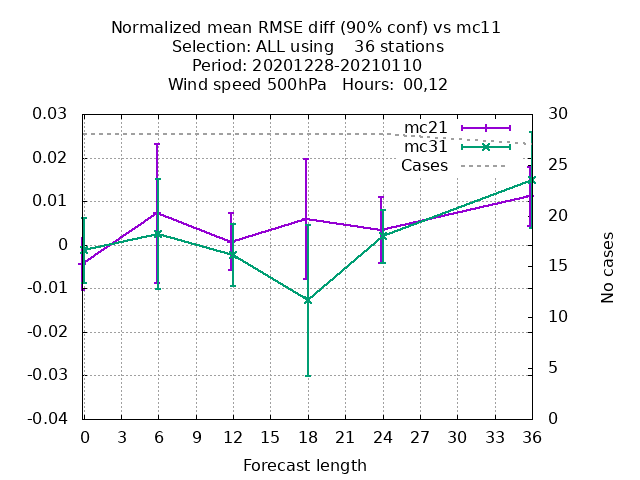 Normalized mean RMSE diff (90% conf) vs mc11
Selection: ALL using    36 stations
Period: 20201228-20210110
Wind speed 500hPa   Hours:  00,12
mc21
mc31
Cases
0.03
0.02
0.01
0
-0.01
-0.02
-0.03
-0.04
30
25
20
15
10
5
0
No cases
0 3 6 9 12 15 18 21 24 27 30 33 36
Forecast length